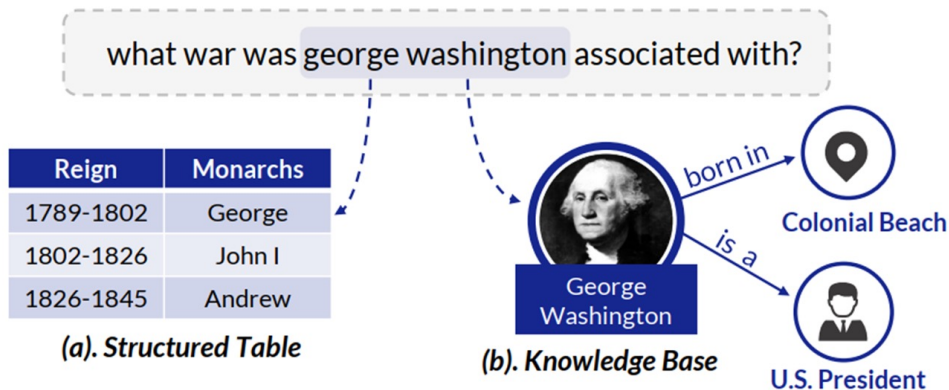 what war was george washington associated with?
Reign Monarchs
1789-1802 George
1802-1826 John I
1826-1845 Andrew
(a). Structured Table
George
Washington
(b). Knowledge Base
born in
Colonial Beach
is a
U.S. President